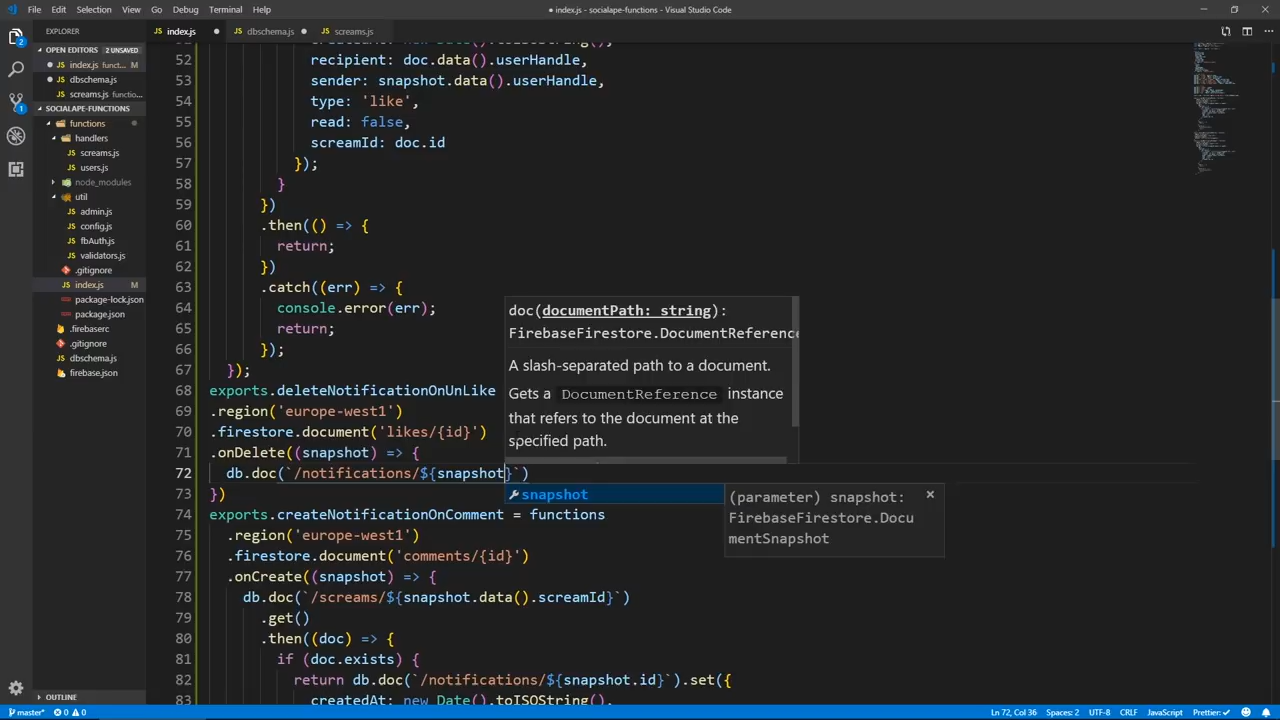 File Edit Selection View Go Debug Terminal Help
● index.js - socialape-functions - Visual Studio Code
EXPLORER
index.js
dbschema.js
screams.js
OPEN EDITORS 2 UNSAVED
index.js funct... M
dbschema.js
screams.js functio...
SOCIALAPE-FUNCTIONS
functions
handlers
screams.js
users.js
node_modules
util
admin.js
config.js
fbAuth.js
validators.js
.gitignore
index.js M
package-lock.json
package.json
.firebaserc
.gitignore
dbschema.js
firebase.json
OUTLINE
52 recipient: doc.data().userHandle,
53 sender: snapshot.data().userHandle,
54 type: 'like',
55 read: false,
56 screamId: doc.id
57 });
58 }
59 })
60 .then(() => {
61 return;
62 })
63 .catch((err) => {
64 console.error(err);
65 return;
66 });
67 });
68 exports.deleteNotificationOnUnLike
69 .region('europe-west1')
70 .firestore.document('likes/{id}')
71 .onDelete((snapshot) => {
72 db.doc(`/notifications/${snapshot}`)
73 })
74 exports.createNotificationOnComment = functions
75 .region('europe-west1')
76 .firestore.document('comments/{id}')
77 .onCreate((snapshot) => {
78 db.doc(`/screams/${snapshot.data().screamId}`)
79 .get()
80 .then((doc) => {
81 if (doc.exists) {
82 return db.doc(`/notifications/${snapshot.id}`).set({
83 createdAt: new Date().toISOString(),
doc(documentPath: string):
FirebaseFirestore.DocumentReference
A slash-separated path to a document.
Gets a DocumentReference instance
that refers to the document at the
specified path.
snapshot
(parameter) snapshot:
FirebaseFirestore.Docu
mentSnapshot
master* 0 0
Ln 72, Col 36 Spaces: 2 UTF-8 CRLF JavaScript Prettier: ✓